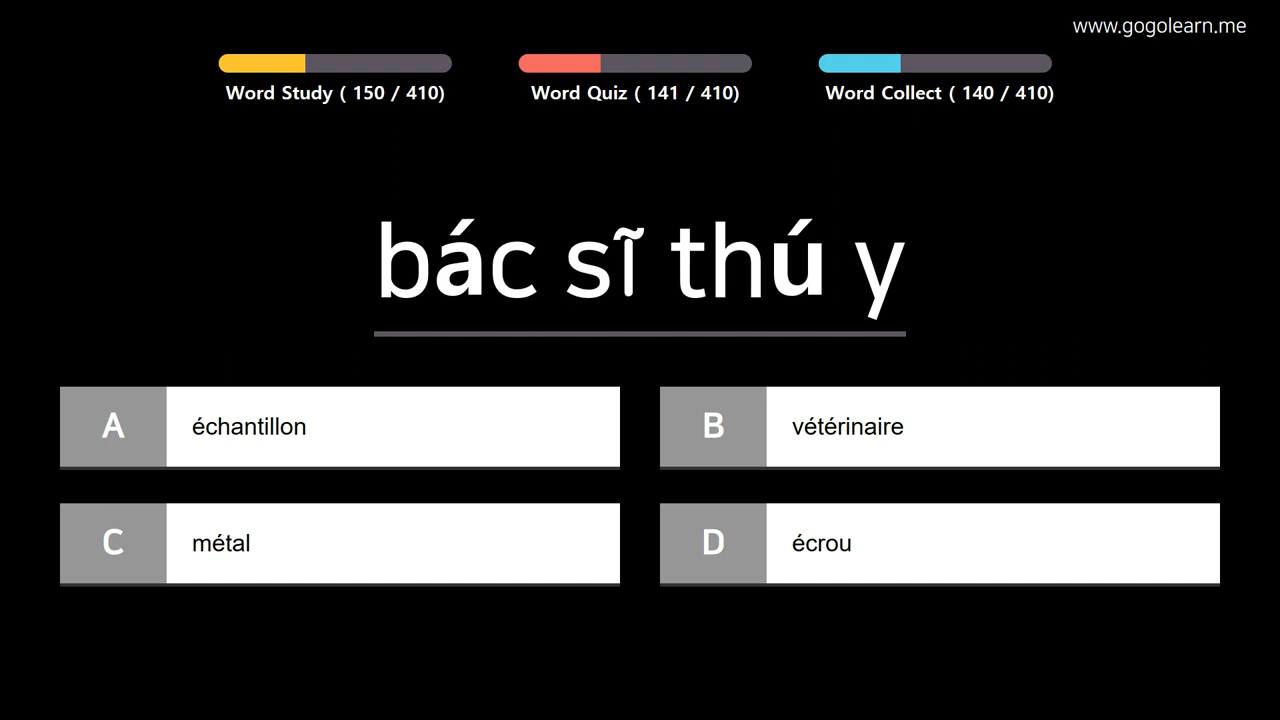 www.gogolearn.me
Word Study ( 150 / 410)
Word Quiz ( 141 / 410)
Word Collect ( 140 / 410)
bác sĩ thú y
A échantillon
B vétérinaire
C métal
D écrou